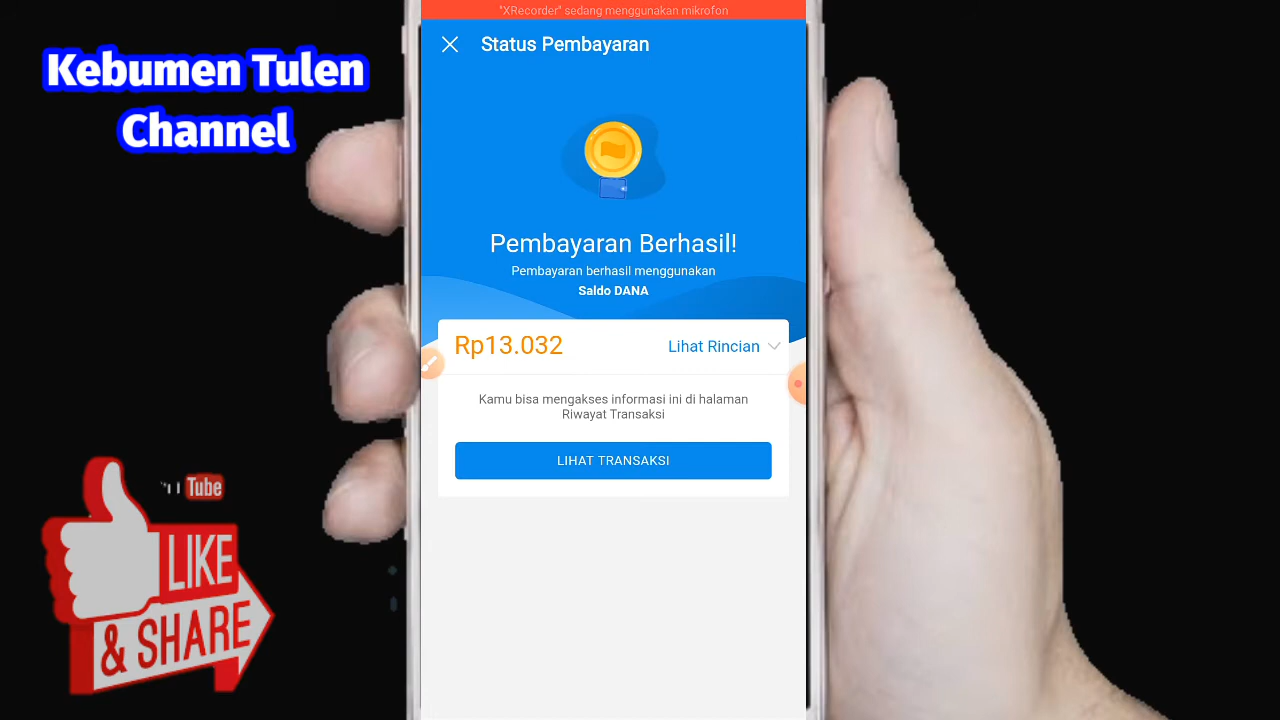 "XRecorder" sedang menggunakan mikrofon
Status Pembayaran
Kebumen Tulen
Channel
Pembayaran Berhasil!
Pembayaran berhasil menggunakan
Saldo DANA
Rp13.032
Lihat Rincian
Kamu bisa mengakses informasi ini di halaman
Riwayat Transaksi
LIHAT TRANSAKSI
Tube
LIKE
& SHARE